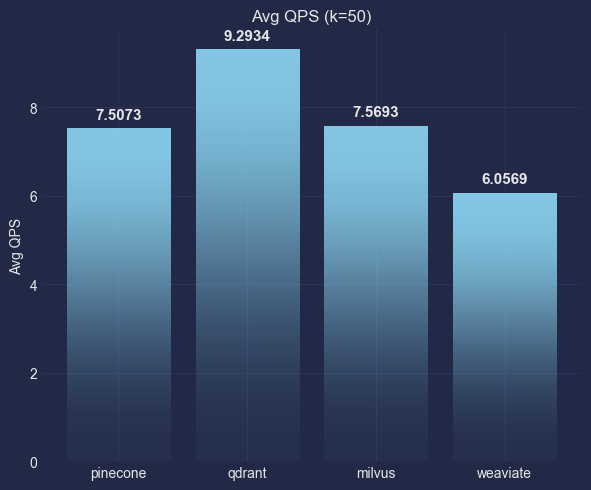 Avg QPS (k=50)
9.2934
7.5073
7.5693
6.0569
Avg QPS
8
6
4
2
0
pinecone
qdrant
milvus
weaviate